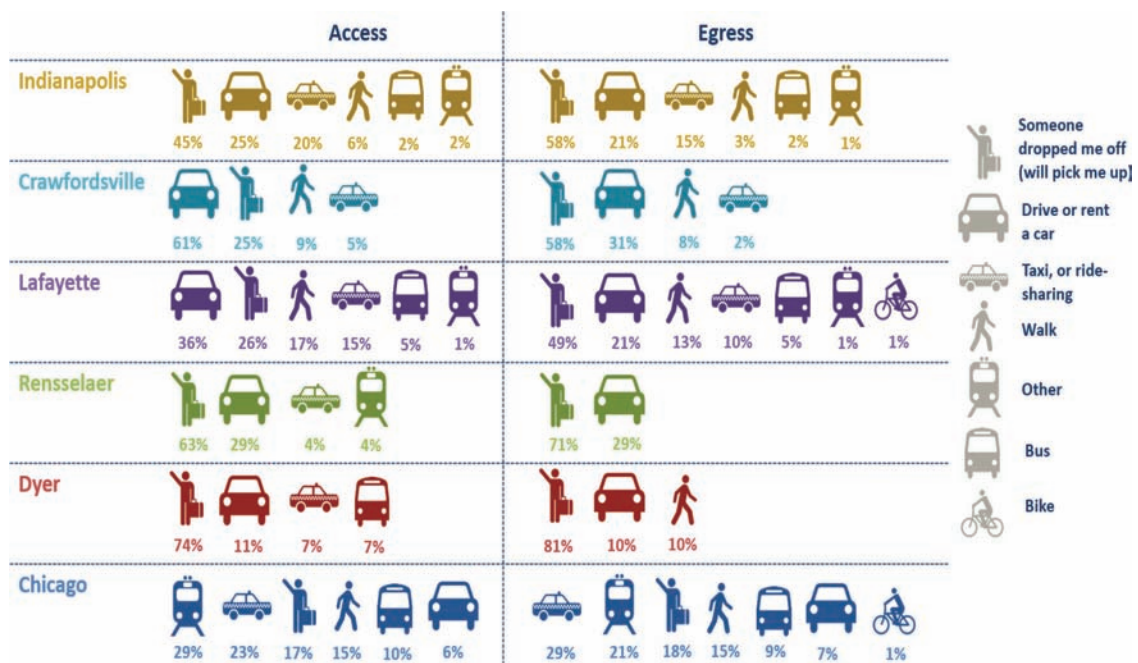 Access Egress
Indianapolis
45% 25% 20% 6% 2% 2% 58% 21% 15% 3% 2% 1%
Crawfordsville
61% 25% 9% 5% 58% 31% 8% 2%
Lafayette
36% 26% 17% 15% 5% 1% 49% 21% 13% 10% 5% 1% 1%
Rensselaer
63% 29% 4% 4% 71% 29%
Dyer
74% 11% 7% 7% 81% 10% 10%
Chicago
29% 23% 17% 15% 10% 6% 29% 21% 18% 15% 9% 7% 1%
Someone
dropped me off
(will pick me up)
Drive or rent
a car
Taxi, or ride-
sharing
Walk
Other
Bus
Bike